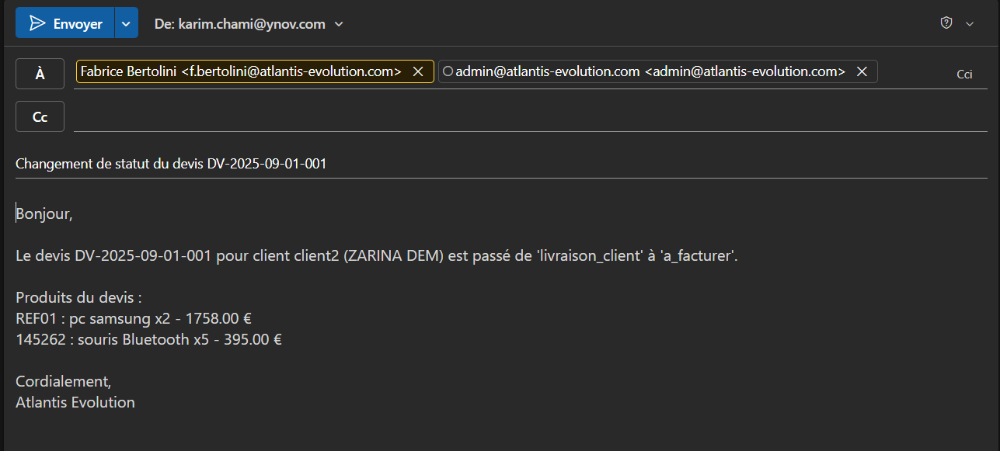 Envoyer De: karim.chami@ynov.com
À Fabrice Bertolini <f.bertolini@atlantis-evolution.com> admin@atlantis-evolution.com <admin@atlantis-evolution.com> Cci
Cc
Changement de statut du devis DV-2025-09-01-001
Bonjour,
Le devis DV-2025-09-01-001 pour client client2 (ZARINA DEM) est passé de 'livraison_client' à 'a_facturer'.
Produits du devis :
REF01 : pc samsung x2 - 1758.00 €
145262 : souris Bluetooth x5 - 395.00 €
Cordialement,
Atlantis Evolution